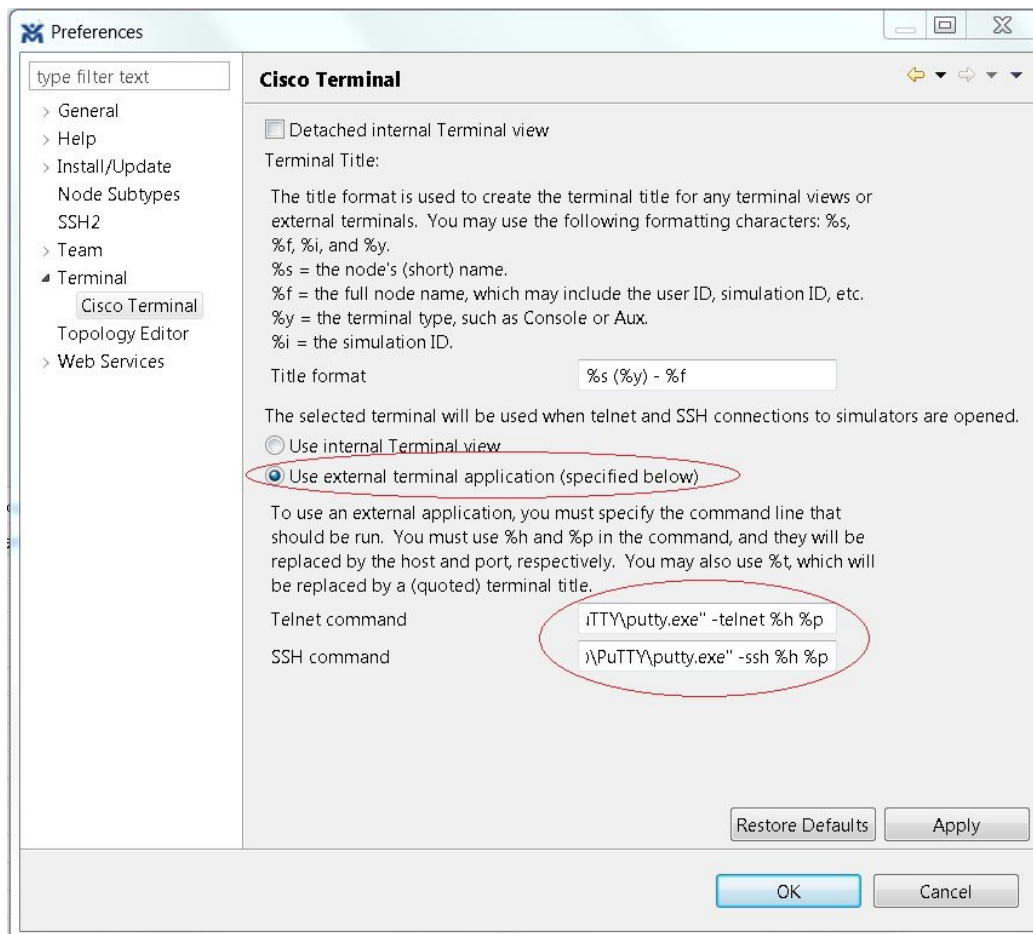 Preferences
type filter text
General
Help
Install/Update
Node Subtypes
SSH2
Team
Terminal
Cisco Terminal
Topology Editor
Web Services
Cisco Terminal
Detached internal Terminal view
Terminal Title:
The title format is used to create the terminal title for any terminal views or
external terminals. You may use the following formatting characters: %s,
%f, %i, and %y.
%s = the node's (short) name.
%f = the full node name, which may include the user ID, simulation ID, etc.
%y = the terminal type, such as Console or Aux.
%i = the simulation ID.
Title format %s (%y) - %f
The selected terminal will be used when telnet and SSH connections to simulators are opened.
Use internal Terminal view
Use external terminal application (specified below)
To use an external application, you must specify the command line that
should be run. You must use %h and %p in the command, and they will be
replaced by the host and port, respectively. You may also use %t, which will
be replaced by a (quoted) terminal title.
Telnet command TTY\putty.exe" -telnet %h %p
SSH command \PuTTY\putty.exe" -ssh %h %p
Restore Defaults Apply
OK Cancel